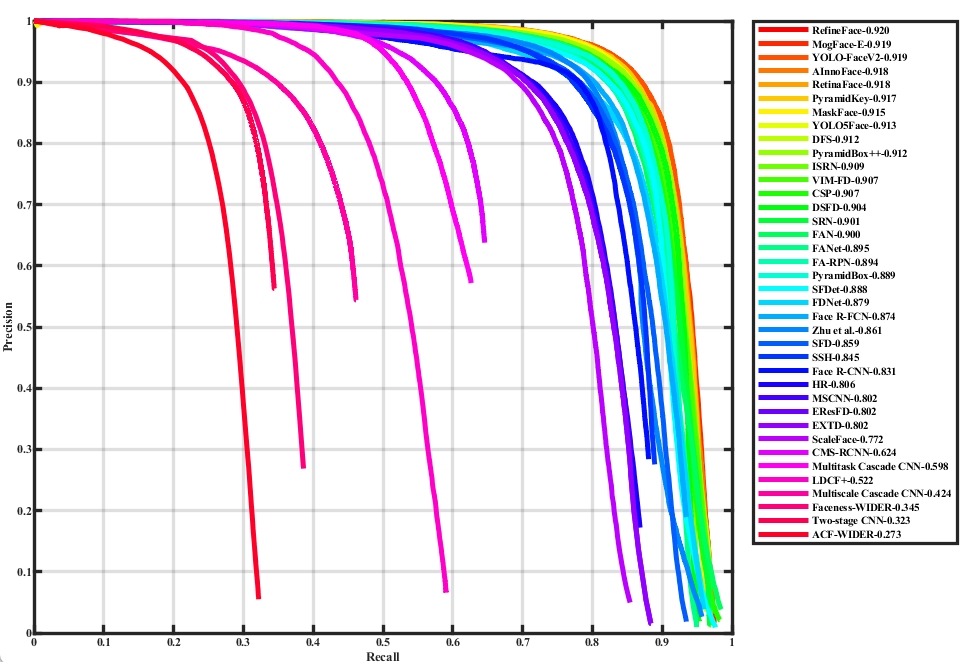 1
0.9
0.8
0.7
0.6
0.5
0.4
0.3
0.2
0.1
0
Precision
0 0.1 0.2 0.3 0.4 0.5 0.6 0.7 0.8 0.9 1
Recall
RefineFace-0.920
MogFace-E-0.919
YOLO-FaceV2-0.919
AInnoFace-0.918
RetinaFace-0.918
PyramidKey-0.917
MaskFace-0.915
YOLO5Face-0.913
DFS-0.912
PyramidBox++-0.912
ISRN-0.909
VIM-FD-0.907
CSP-0.907
DSFD-0.904
SRN-0.901
FAN-0.900
FANet-0.895
FA-RPN-0.894
PyramidBox-0.889
SFDet-0.888
FDNet-0.879
Face R-FCN-0.874
Zhu et al.-0.861
SFD-0.859
SSH-0.845
Face R-CNN-0.831
HR-0.806
MSCNN-0.802
EResFD-0.802
EXTD-0.802
ScaleFace-0.772
CMS-RCNN-0.624
Multitask Cascade CNN-0.598
LDCF+-0.522
Multiscale Cascade CNN-0.424
Faceness-WIDER-0.345
Two-stage CNN-0.323
ACF-WIDER-0.273